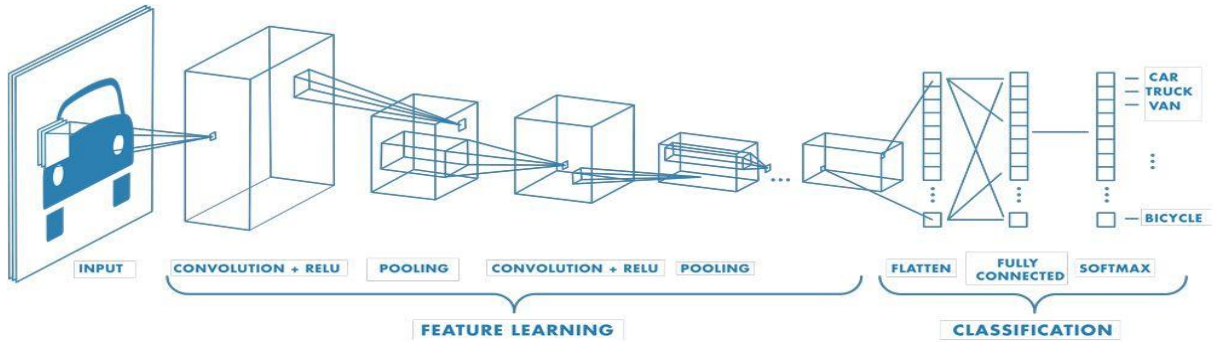 CAR
TRUCK
VAN
BICYCLE
INPUT
CONVOLUTION + RELU
POOLING
CONVOLUTION + RELU
POOLING
FLATTEN
FULLY
CONNECTED
SOFTMAX
FEATURE LEARNING
CLASSIFICATION